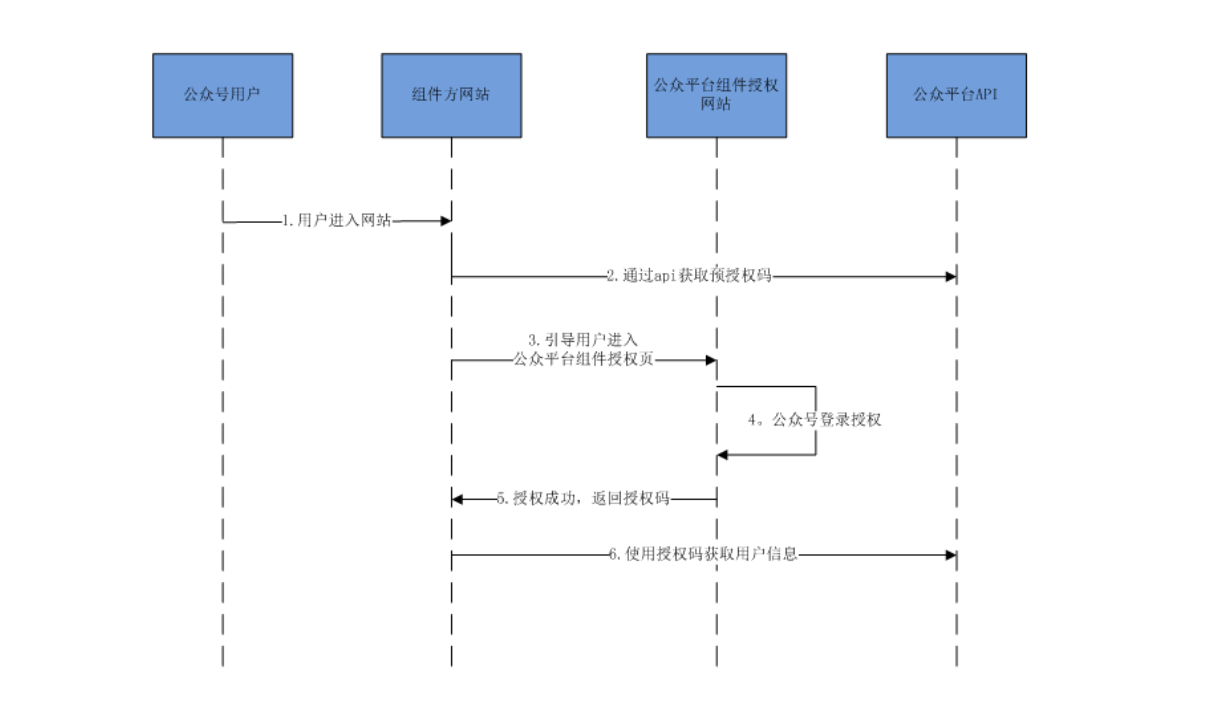 公众号用户
组件方网站
公众平台组件授权
网站
公众平台API
1.用户进入网站
2.通过api获取预授权码
3.引导用户进入
公众平台组件授权页
4。公众号登录授权
5.授权成功，返回授权码
6.使用授权码获取用户信息